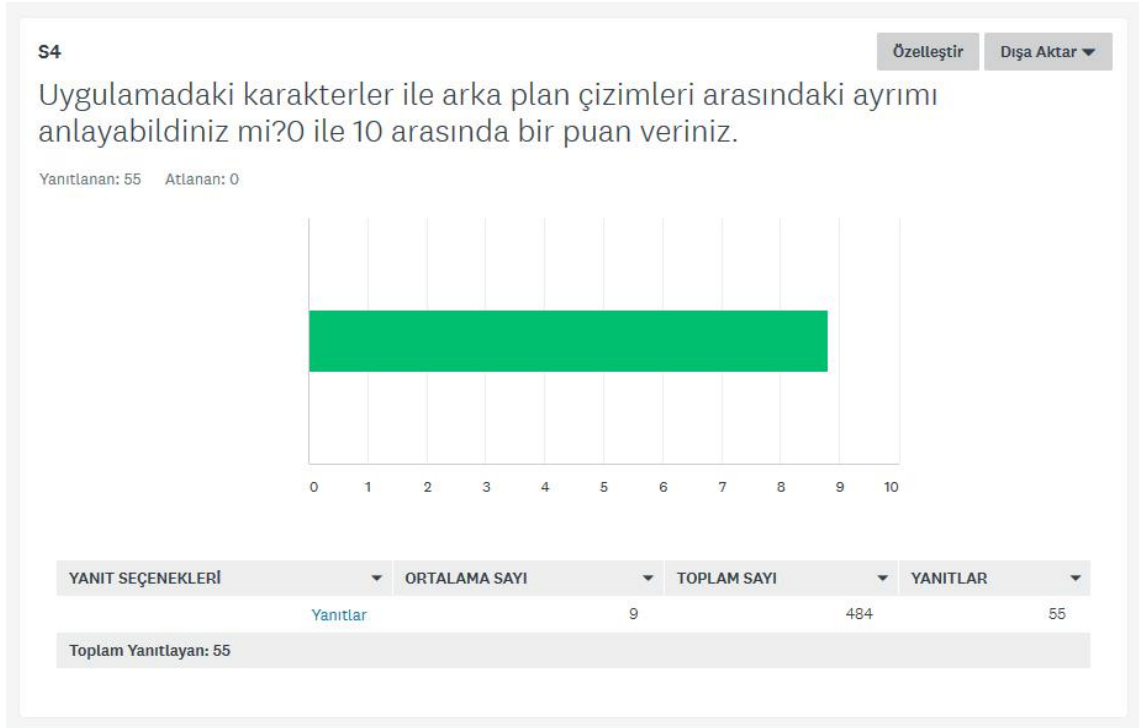 S4
Özelleştir
Dışa Aktar
Uygulamadaki karakterler ile arka plan çizimleri arasındaki ayrımı
anlayabildiniz mi?0 ile 10 arasında bir puan veriniz.
Yanıtlanan: 55 Atlanan: 0
0 1 2 3 4 5 6 7 8 9 10
YANIT SEÇENEKLERİ ORTALAMA SAYI TOPLAM SAYI YANITLAR
Yanıtlar 9 484 55
Toplam Yanıtlayan: 55